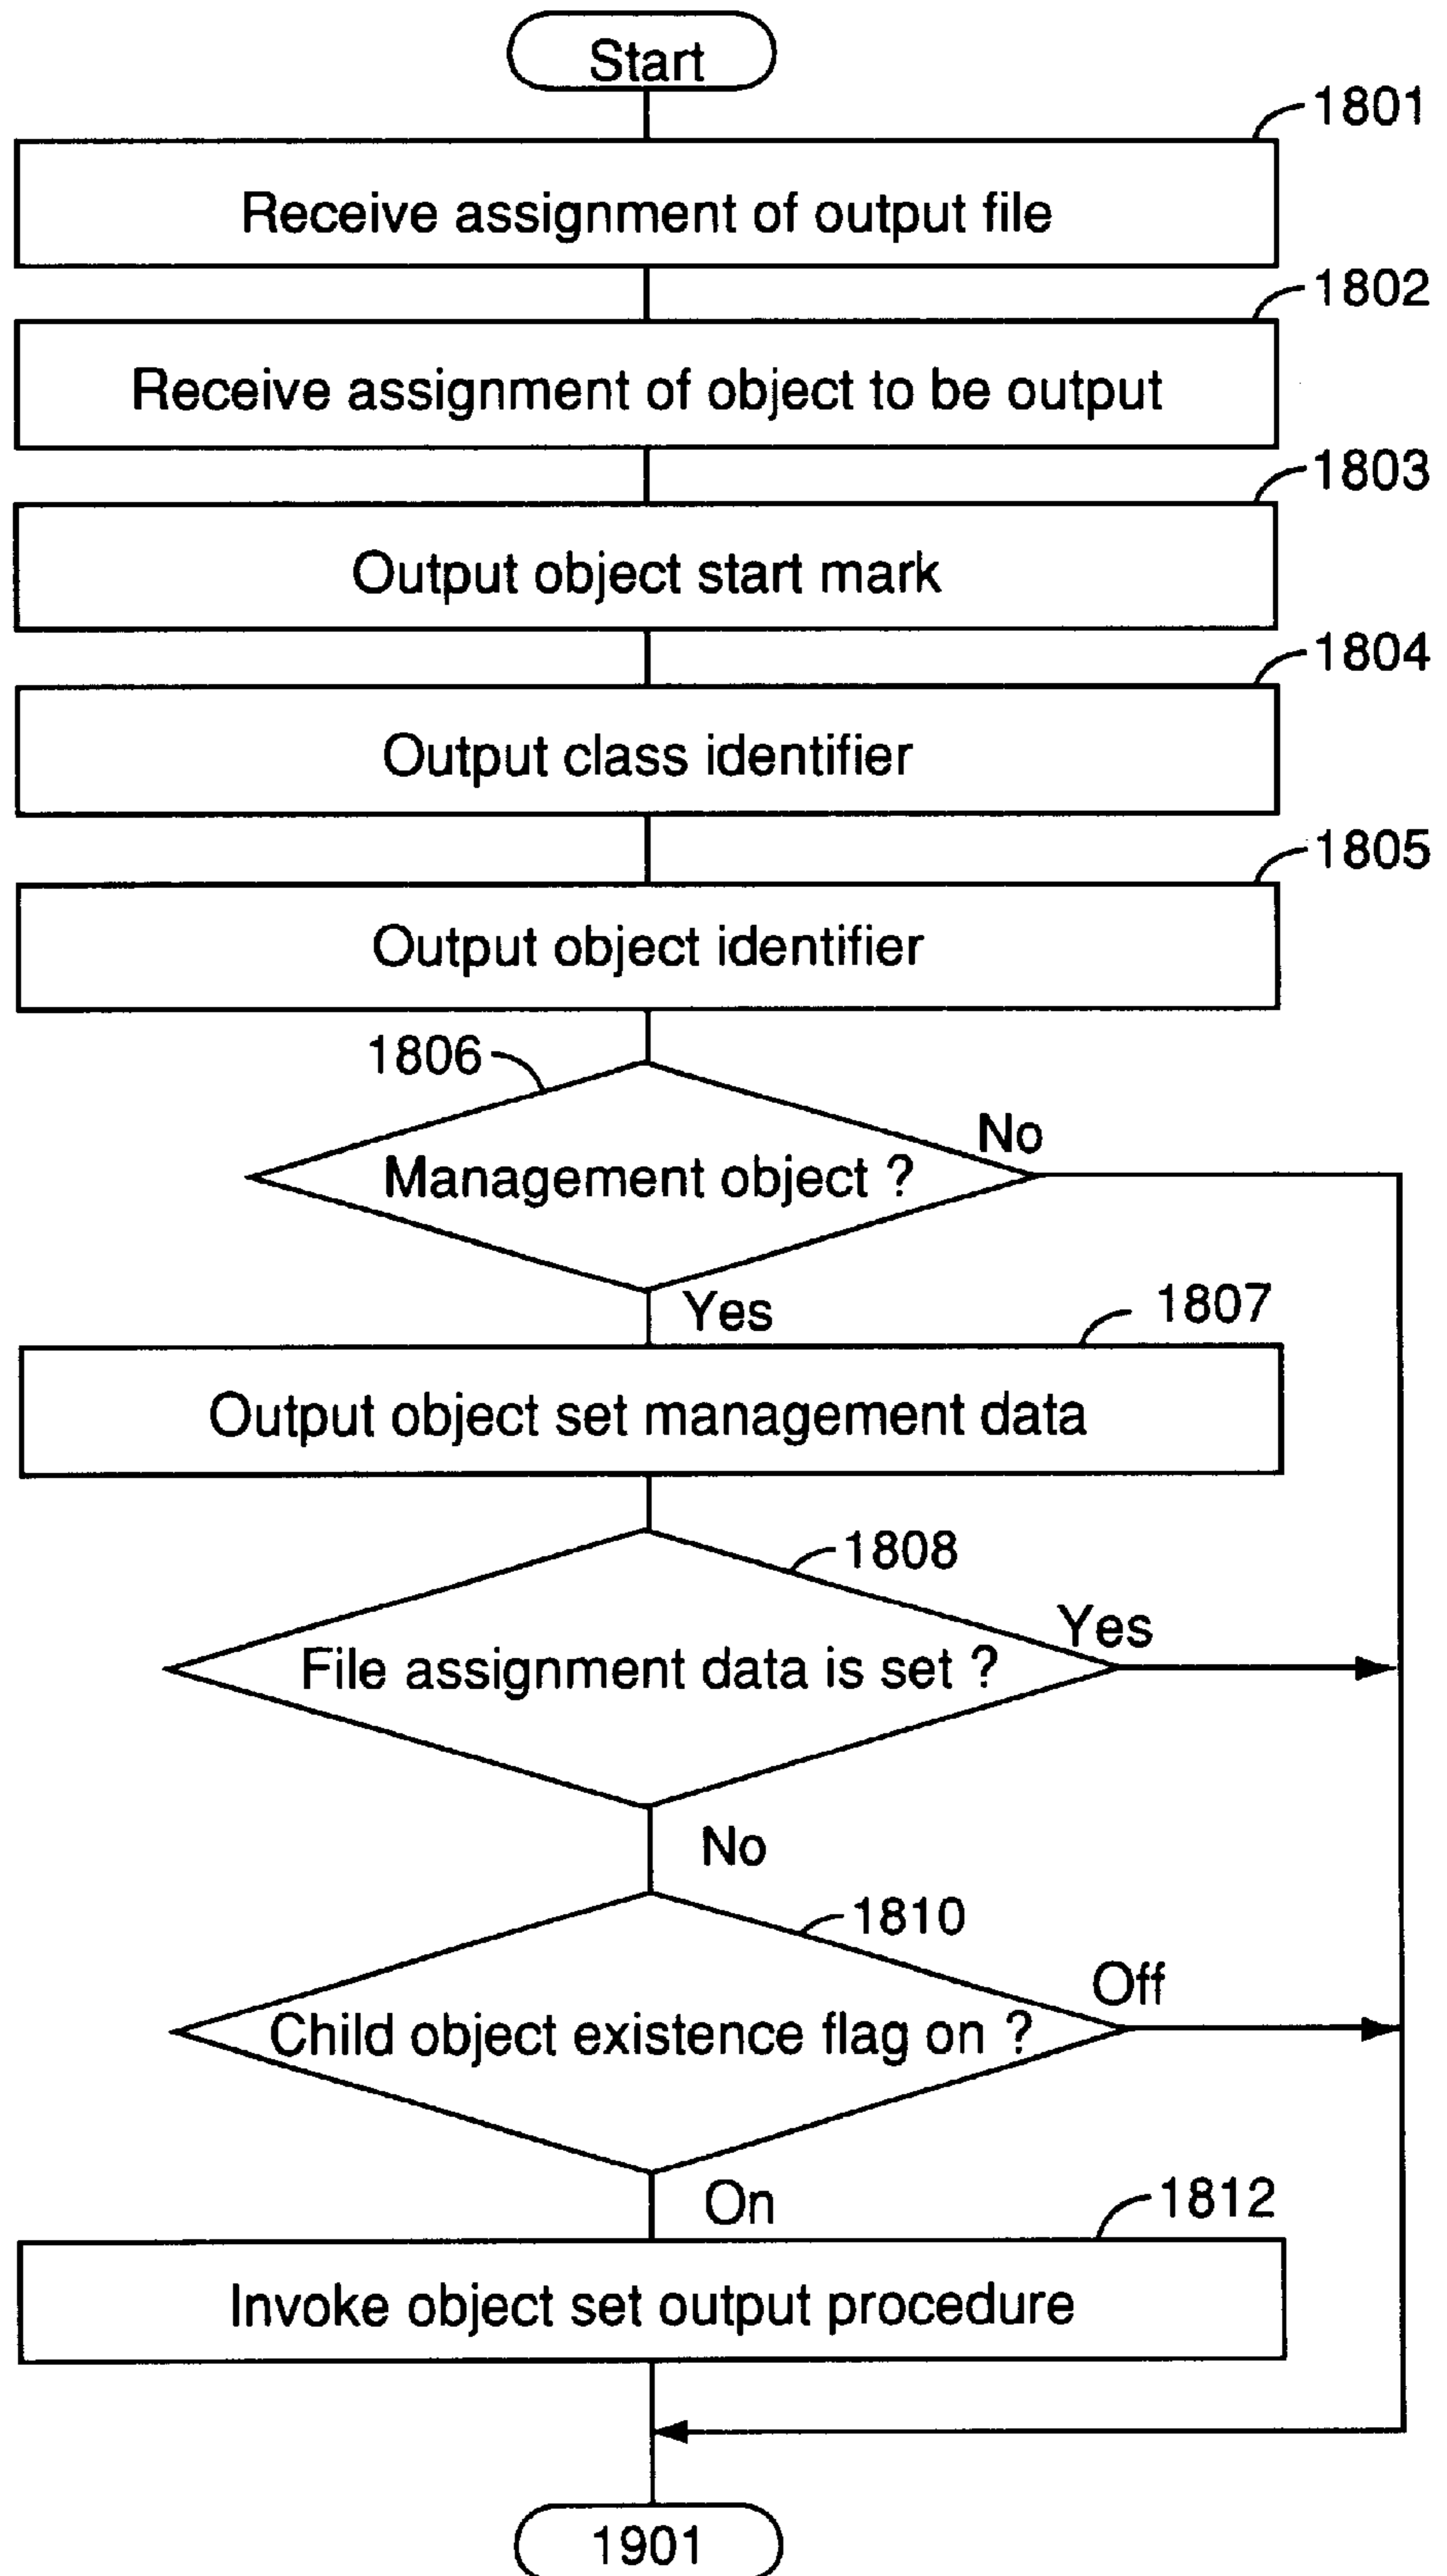 Start
1801
Receive assignment of output file
1802
Receive assignment of object to be output
1803
Output object start mark
1804
Output class identifier
1805
Output object identifier
1806
Management object ?
No
Yes
1807
Output object set management data
1808
File assignment data is set ?
Yes
No
1810
Child object existence flag on ?
Off
On
1812
Invoke object set output procedure
1901